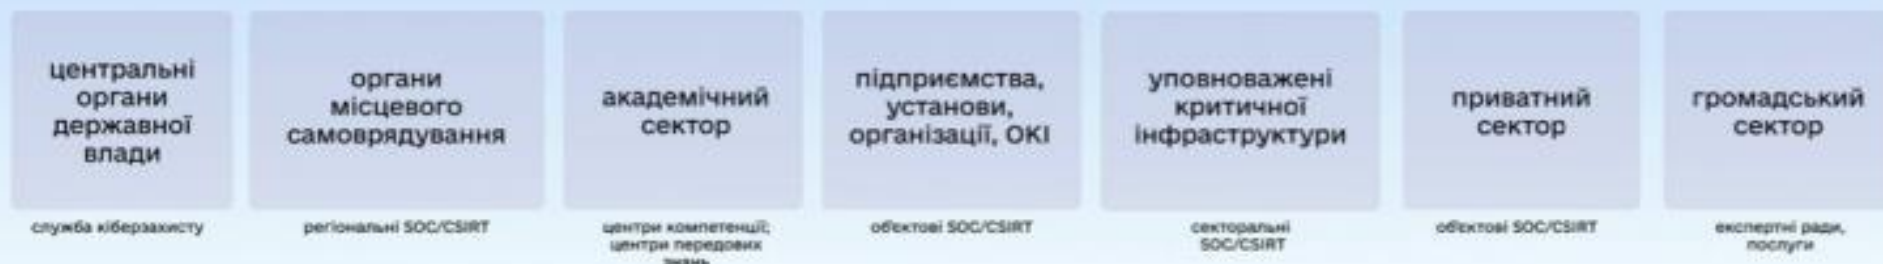 центральні
органи
державної
влади
служба кіберзахисту
органи
місцевого
самоврядування
регіональні SOC/CSIRT
академічний
сектор
центри компетенції;
центри передових
знань
підприємства,
установи,
організації, ОКІ
об'єктові SOC/CSIRT
уповноважені
критичної
інфраструктури
секторальні
SOC/CSIRT
приватний
сектор
об'єктові SOC/CSIRT
громадський
сектор
експертні ради,
послуги